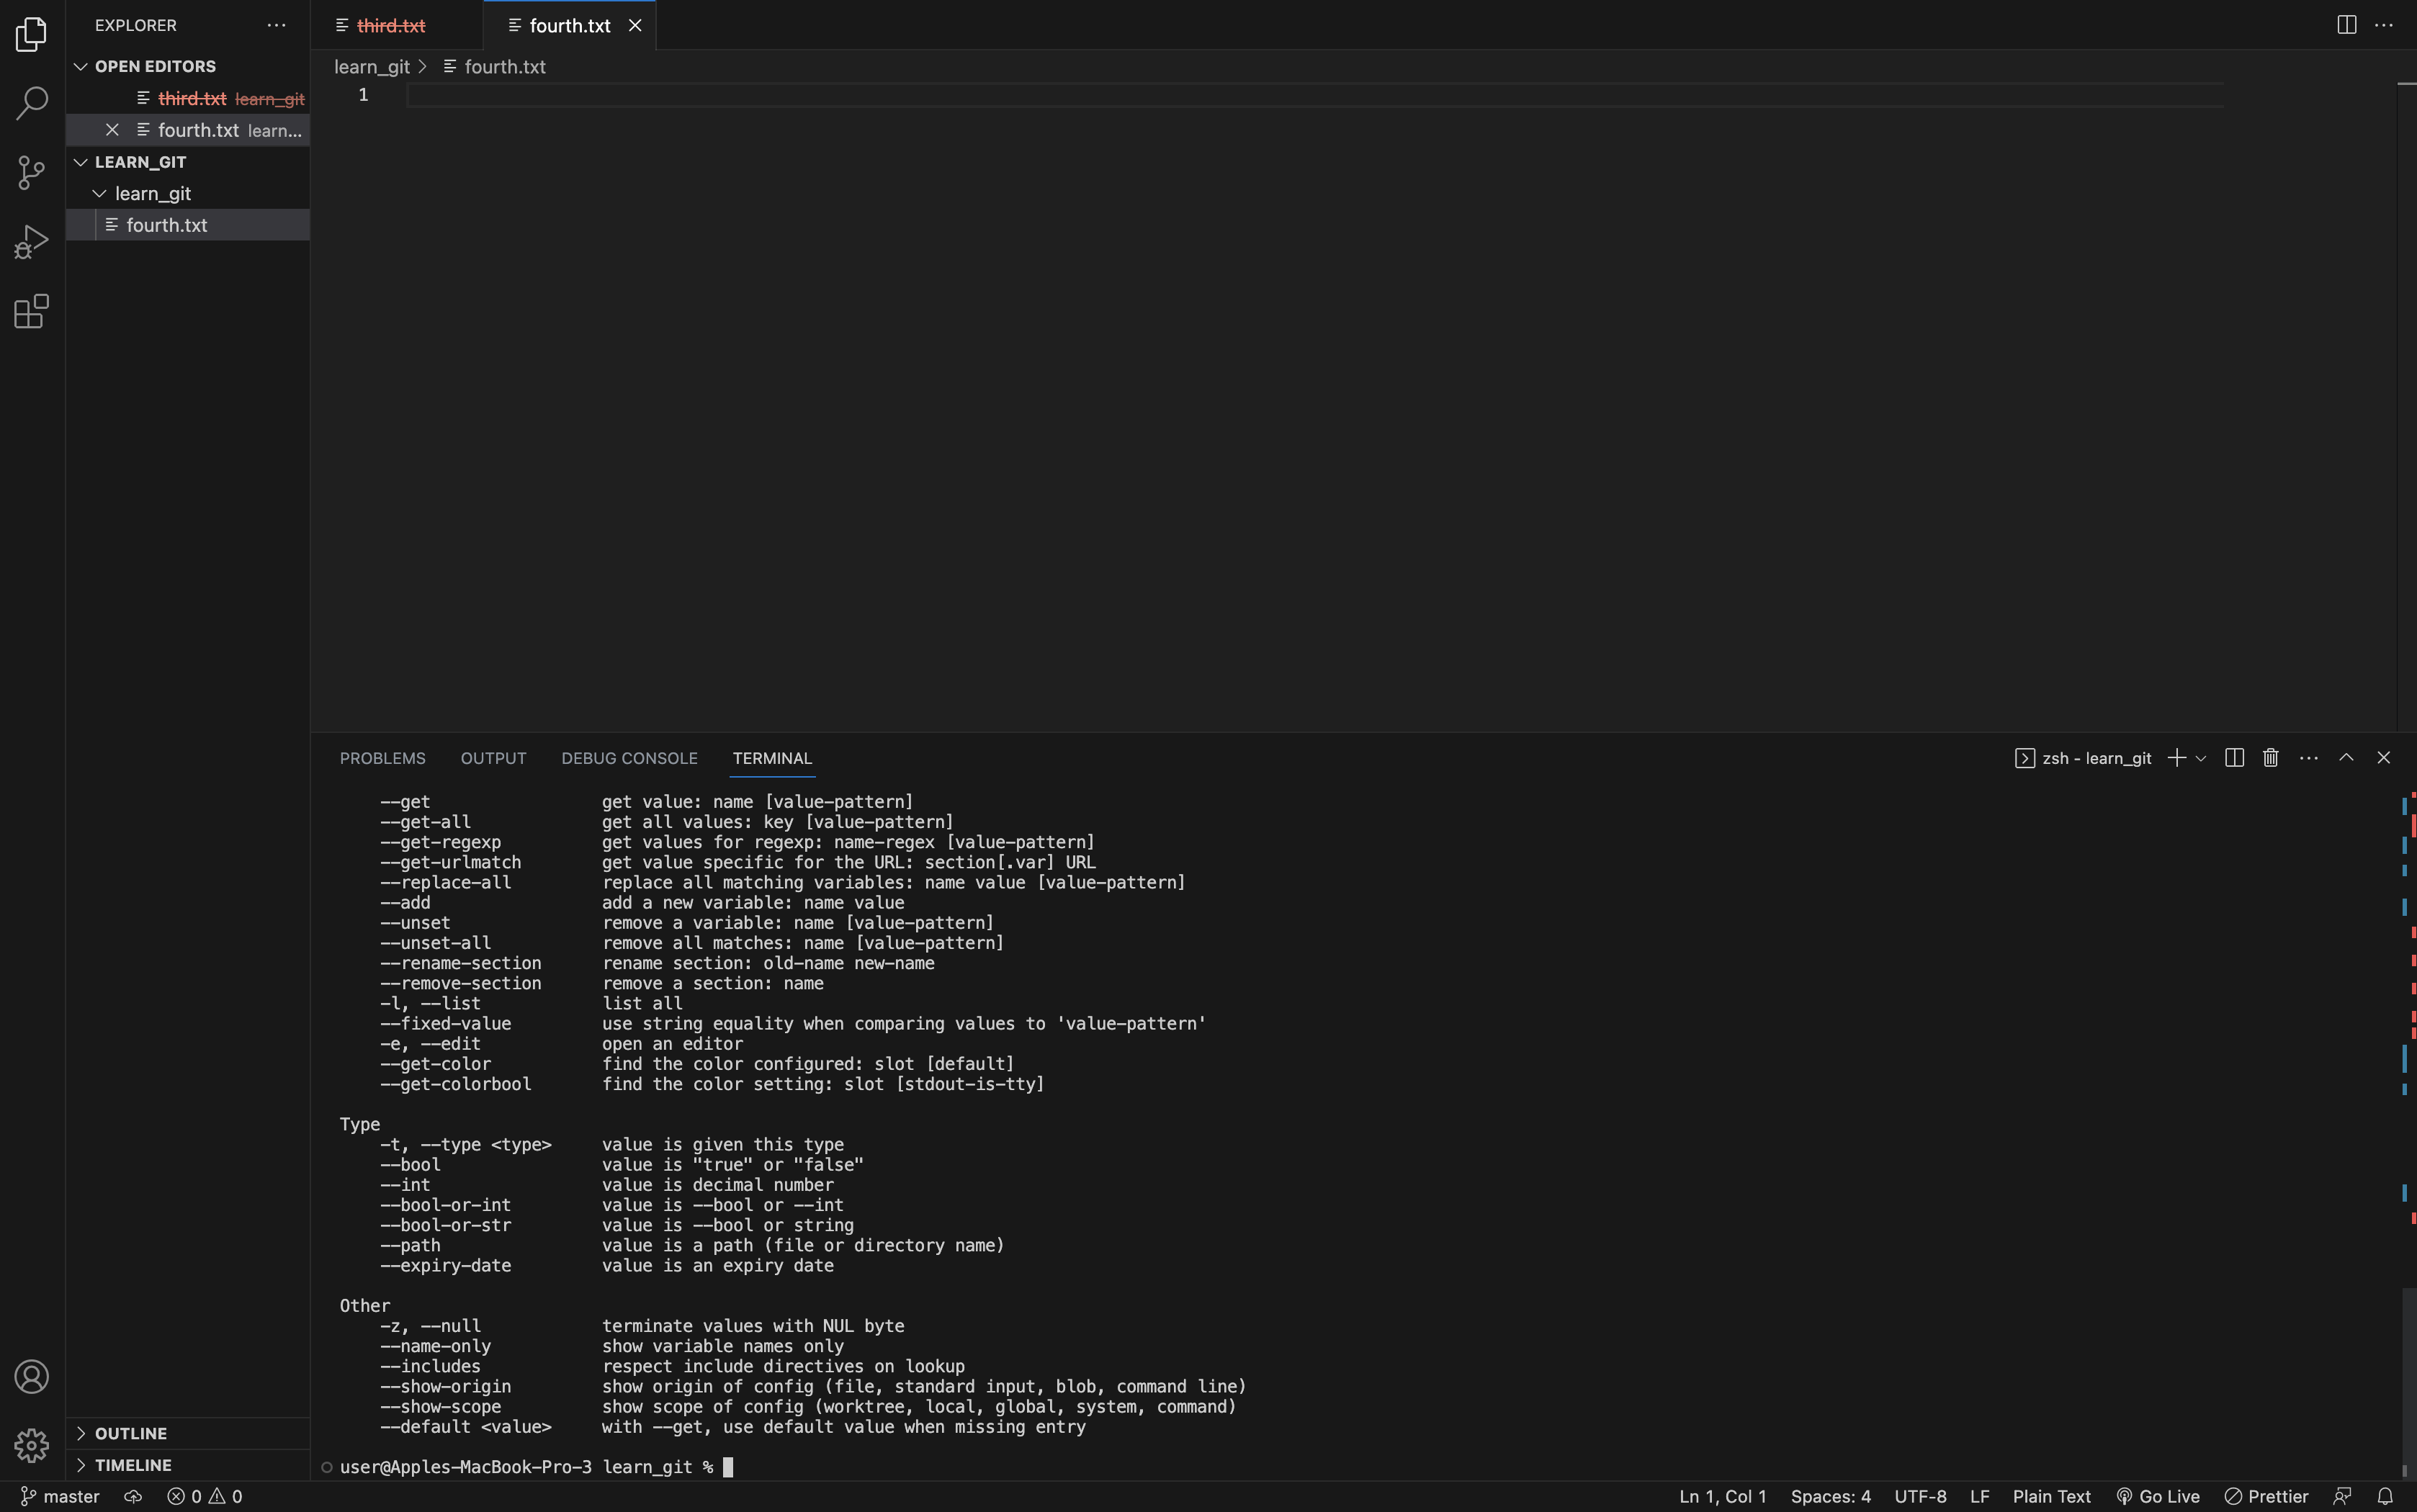 EXPLORER
OPEN EDITORS
third.txt learn_git
fourth.txt learn...
LEARN_GIT
learn_git
fourth.txt
OUTLINE
TIMELINE
third.txt
fourth.txt
learn_git > fourth.txt
1
PROBLEMS OUTPUT DEBUG CONSOLE TERMINAL
zsh - learn_git
--get get value: name [value-pattern]
--get-all get all values: key [value-pattern]
--get-regexp get values for regexp: name-regex [value-pattern]
--get-urlmatch get value specific for the URL: section[.var] URL
--replace-all replace all matching variables: name value [value-pattern]
--add add a new variable: name value
--unset remove a variable: name [value-pattern]
--unset-all remove all matches: name [value-pattern]
--rename-section rename section: old-name new-name
--remove-section remove a section: name
-l, --list list all
--fixed-value use string equality when comparing values to 'value-pattern'
-e, --edit open an editor
--get-color find the color configured: slot [default]
--get-colorbool find the color setting: slot [stdout-is-tty]
Type
-t, --type <type> value is given this type
--bool value is "true" or "false"
--int value is decimal number
--bool-or-int value is --bool or --int
--bool-or-str value is --bool or string
--path value is a path (file or directory name)
--expiry-date value is an expiry date
Other
-z, --null terminate values with NUL byte
--name-only show variable names only
--includes respect include directives on lookup
--show-origin show origin of config (file, standard input, blob, command line)
--show-scope show scope of config (worktree, local, global, system, command)
--default <value> with --get, use default value when missing entry
user@Apples-MacBook-Pro-3 learn_git %
master 0 0 Ln 1, Col 1 Spaces: 4 UTF-8 LF Plain Text Go Live Prettier